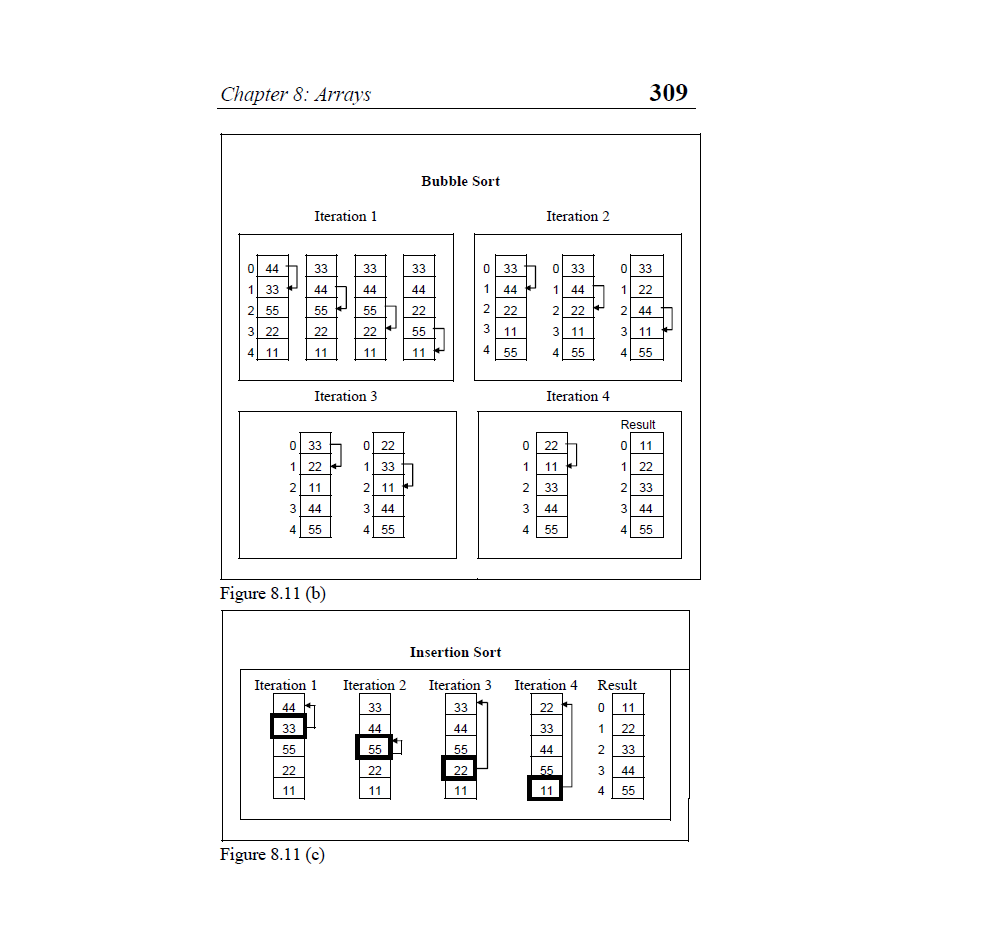 Chapter 8: Arrays 309
Bubble Sort
Iteration 1 Iteration 2
0 44 33 33 33 0 33 0 33 0 33
1 33 44 44 44 1 44 1 44 1 22
2 55 55 55 22 2 22 2 22 2 44
3 22 22 22 55 3 11 3 11 3 11
4 11 11 11 11 4 55 4 55 4 55
Iteration 3 Iteration 4
Result
0 33 0 22 0 22 0 11
1 22 1 33 1 11 1 22
2 11 2 11 2 33 2 33
3 44 3 44 3 44 3 44
4 55 4 55 4 55 4 55
Figure 8.11 (b)
Insertion Sort
Iteration 1 Iteration 2 Iteration 3 Iteration 4 Result
44 33 33 22 0 11
33 44 44 33 1 22
55 55 55 44 2 33
22 22 22 55 3 44
11 11 11 11 4 55
Figure 8.11 (c)